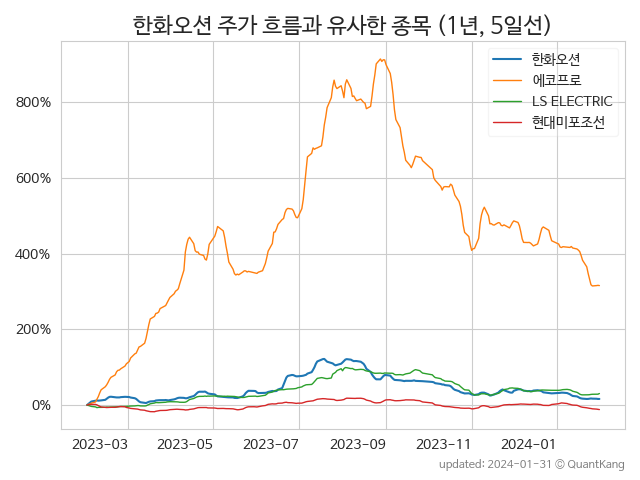 한화오션 주가 흐름과 유사한 종목 (1년, 5일선)
한화오션
에코프로
LS ELECTRIC
현대미포조선
800%
600%
400%
200%
0%
2023-03 2023-05 2023-07 2023-09 2023-11 2024-01
updated: 2024-01-31 © QuantKang